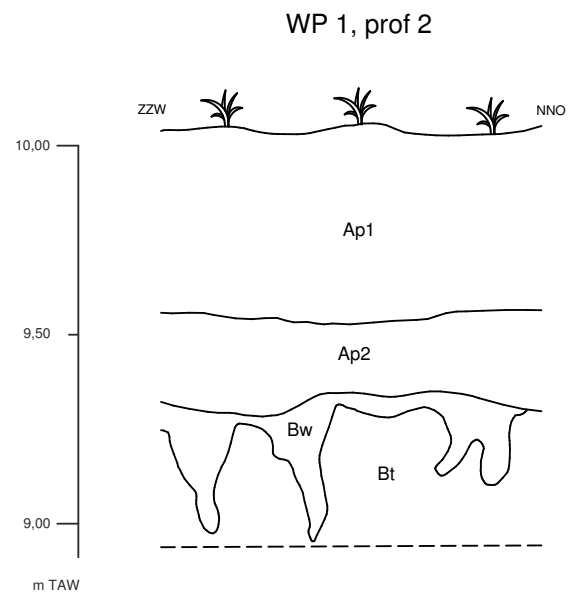 WP 1, prof 2
ZZW
NNO
10,00
Ap1
9,50
Ap2
Bw
Bt
9,00
m TAW